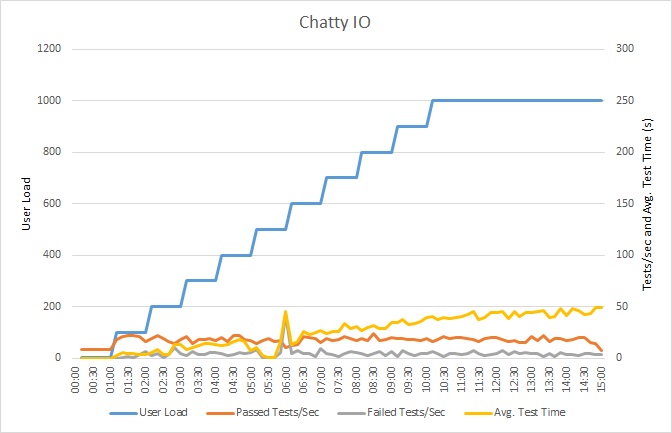 Chatty IO
1200 300
1000 250
800 200
600 150
400 100
200 50
0 0
User Load
Tests/sec and Avg. Test Time (s)
00:00 00:30 01:00 01:30 02:00 02:30 03:00 03:30 04:00 04:30 05:00 05:30 06:00 06:30 07:00 07:30 08:00 08:30 09:00 09:30 10:00 10:30 11:00 11:30 12:00 12:30 13:00 13:30 14:00 14:30 15:00
User Load Passed Tests/Sec Failed Tests/Sec Avg. Test Time